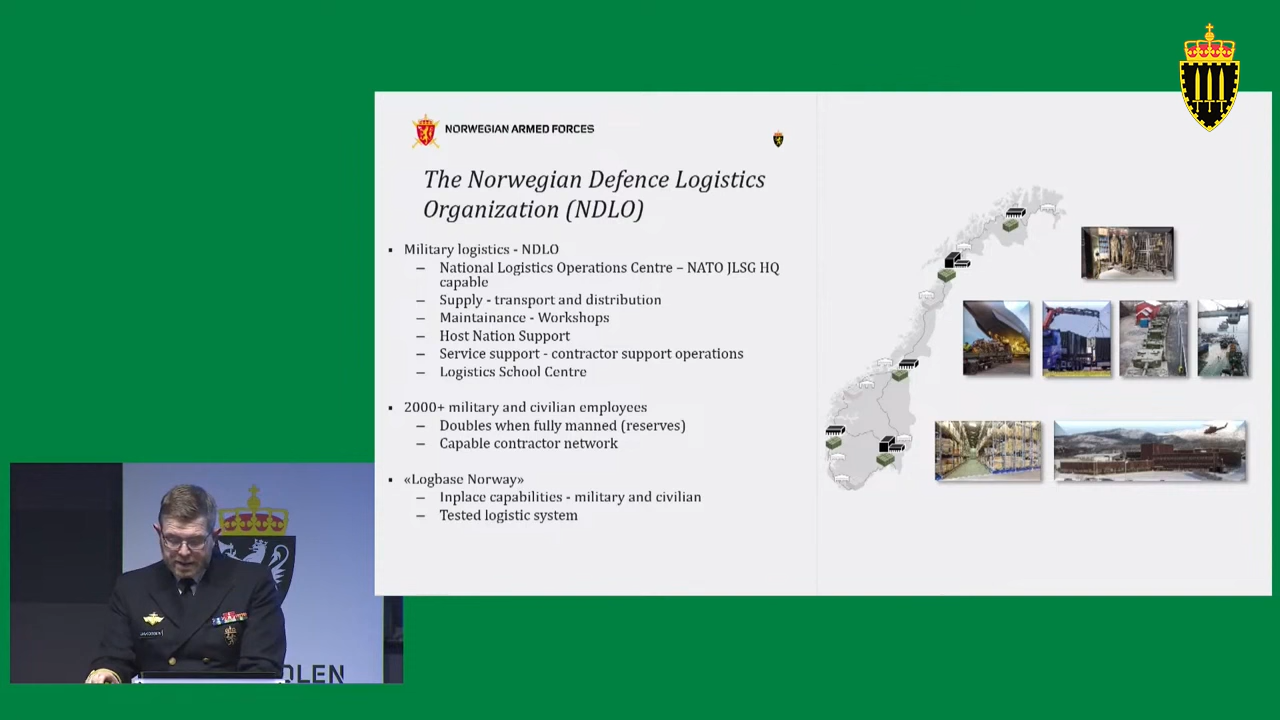 NORWEGIAN ARMED FORCES
The Norwegian Defence Logistics
Organization (NDLO)
▪ Military logistics - NDLO
– National Logistics Operations Centre – NATO JLSG HQ
capable
– Supply - transport and distribution
– Maintainance - Workshops
– Host Nation Support
– Service support - contractor support operations
– Logistics School Centre
▪ 2000+ military and civilian employees
– Doubles when fully manned (reserves)
– Capable contractor network
▪ «Logbase Norway»
– Inplace capabilities - military and civilian
– Tested logistic system
OLEN